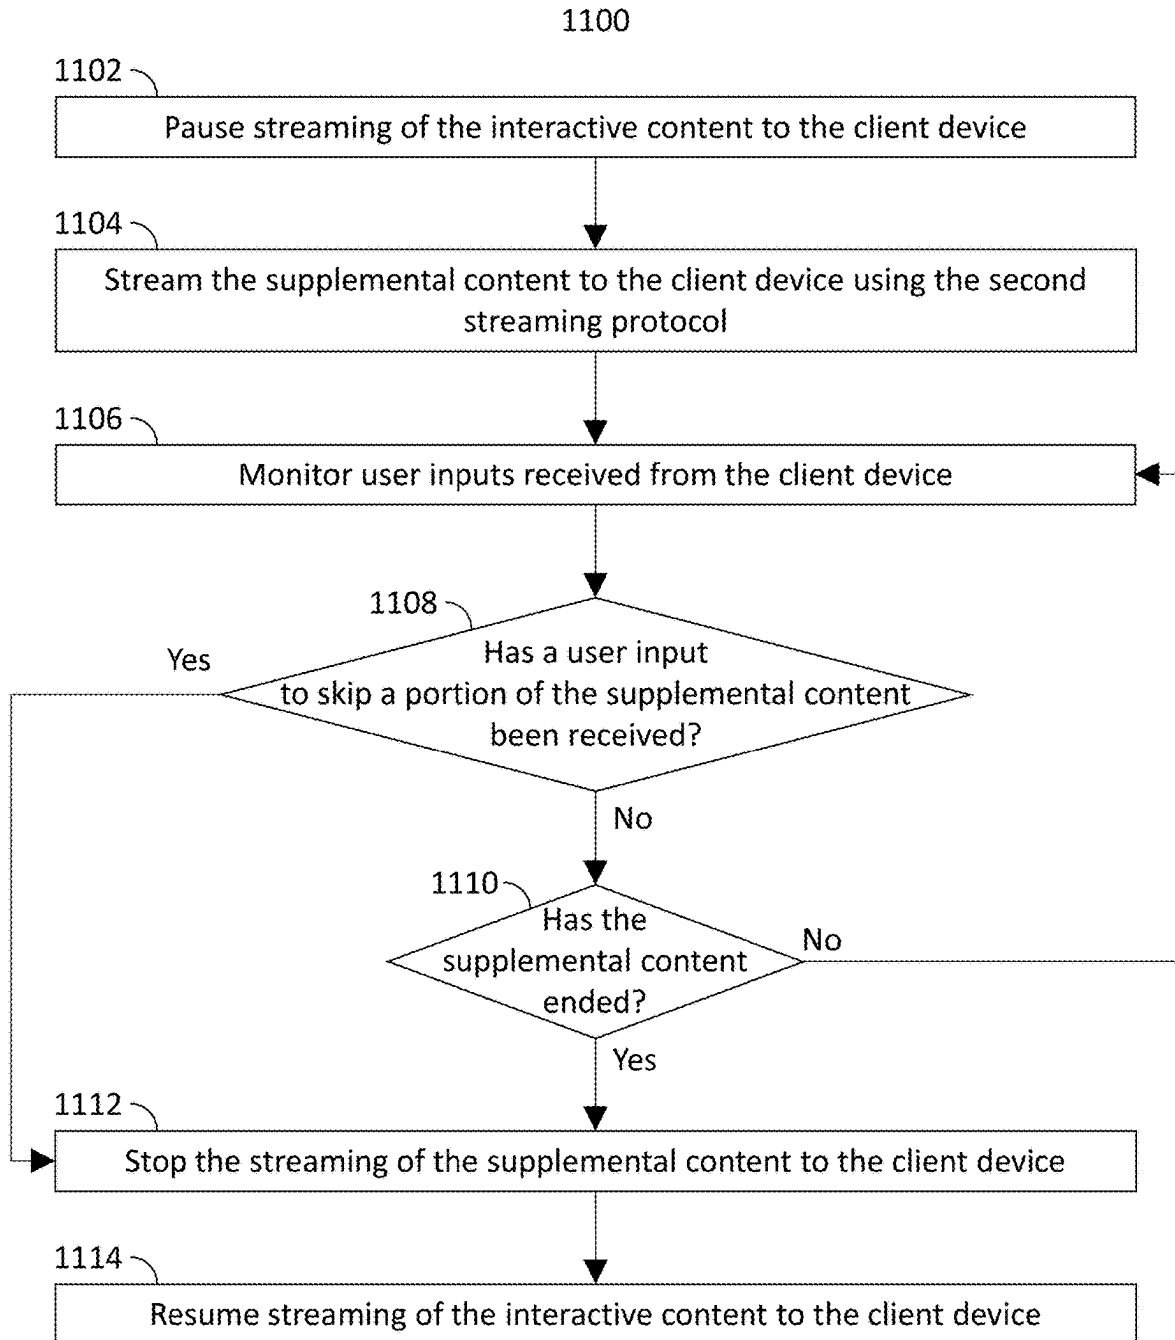 1100
1102
Pause streaming of the interactive content to the client device
1104
Stream the supplemental content to the client device using the second
streaming protocol
1106
Monitor user inputs received from the client device
1108
Yes
Has a user input
to skip a portion of the supplemental content
been received?
No
1110
Has the
supplemental content
ended?
No
Yes
1112
Stop the streaming of the supplemental content to the client device
1114
Resume streaming of the interactive content to the client device